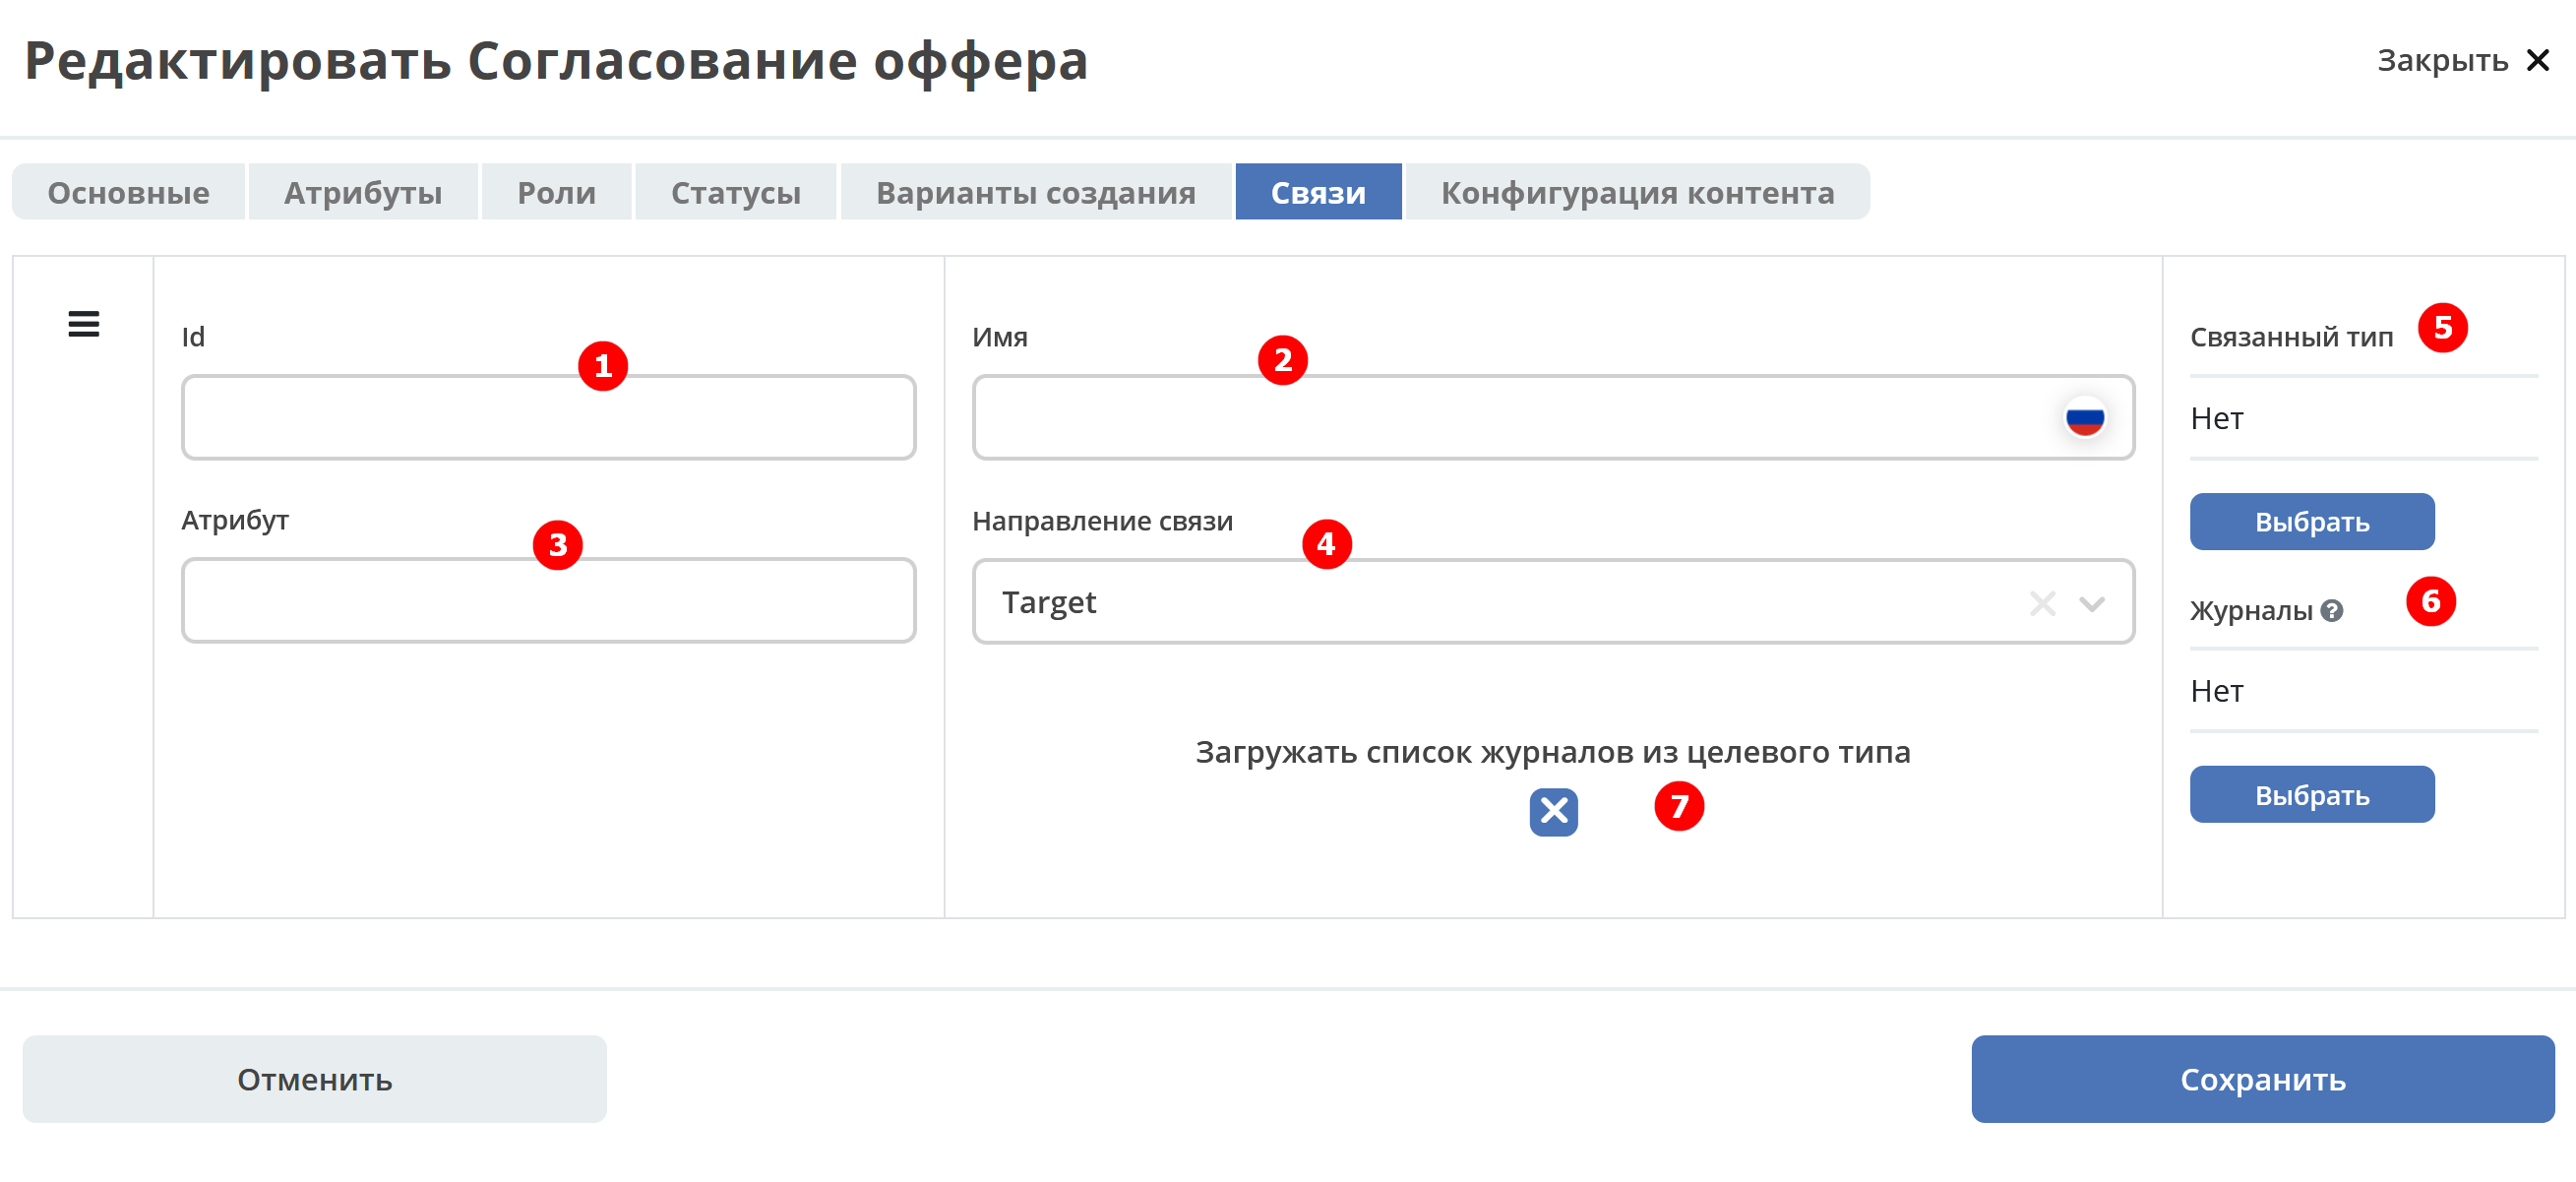 Редактировать Согласование оффера
Закрыть
Основные Атрибуты Роли Статусы Варианты создания Связи Конфигурация контента
Id
1
Имя
2
Связанный тип
5
Нет
Атрибут
3
Направление связи
4
Target
Выбрать
Журналы ?
6
Нет
Загружать список журналов из целевого типа
7
Выбрать
Отменить
Сохранить